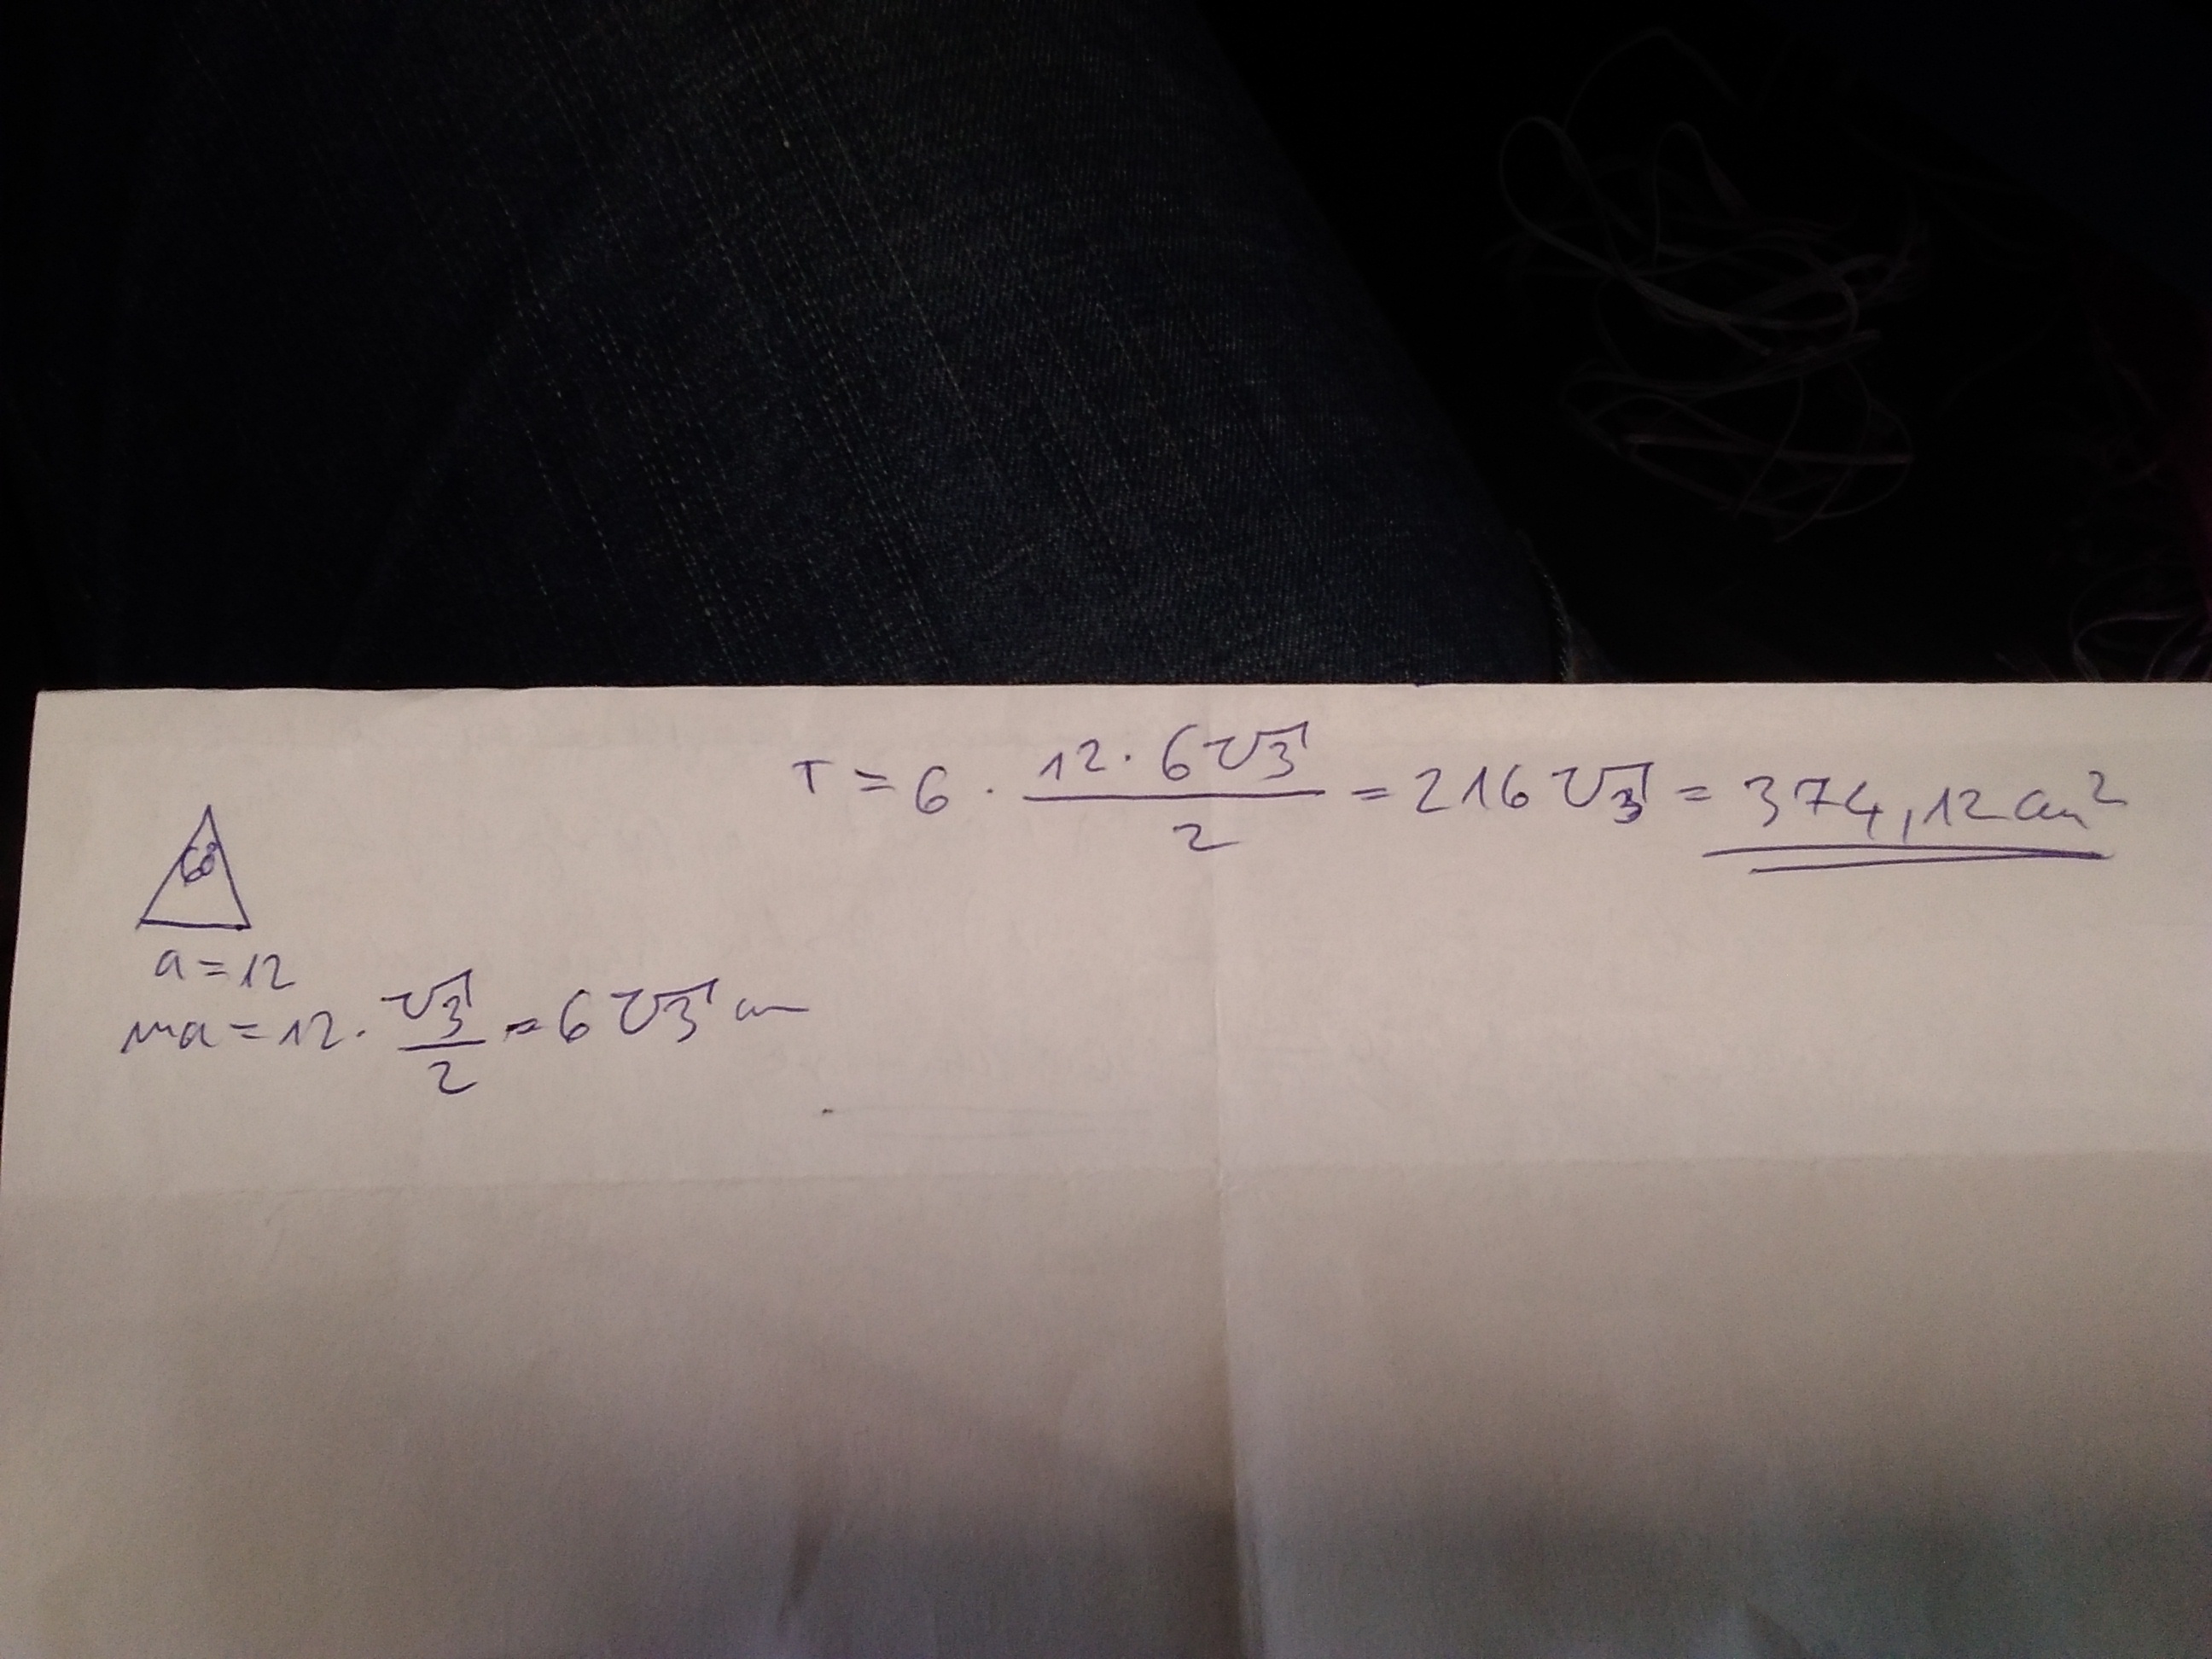 T = 6 · (12 · 6√3)/2 = 216√3 = 374,12 cm²
60°
a = 12
ma = 12 · √3/2 = 6√3 cm